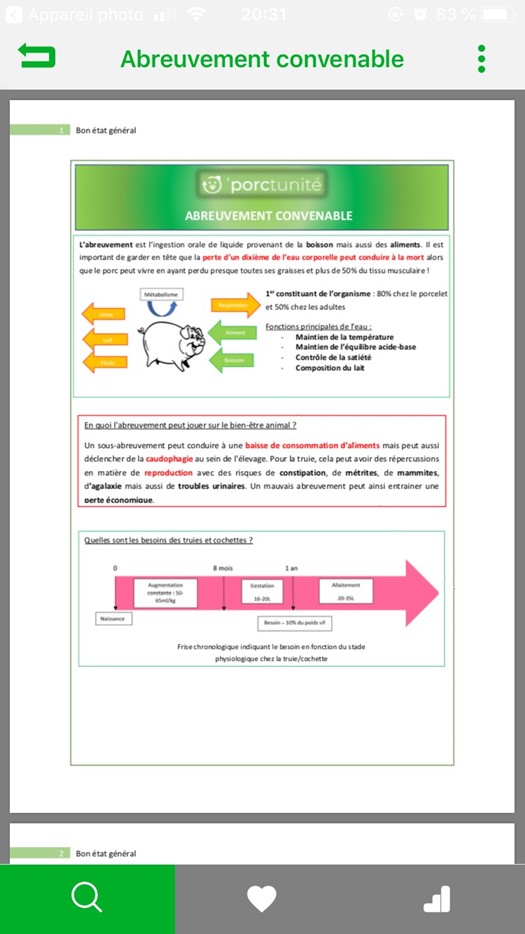 Appareil photo 20:31 83 %
Abreuvement convenable
1 Bon état général
'porctunité
ABREUVEMENT CONVENABLE
L'abreuvement est l'ingestion orale de liquide provenant de la boisson mais aussi des aliments. Il est
important de garder en tête que la perte d'un dixième de l'eau corporelle peut conduire à la mort alors
que le porc peut vivre en ayant perdu presque toutes ses graisses et plus de 50% du tissu musculaire !
Métabolisme
Respiration
Urine
Lait
Fèces
Aliment
Boisson
1er constituant de l'organisme : 80% chez le porcelet
et 50% chez les adultes
Fonctions principales de l'eau :
- Maintien de la température
- Maintien de l'équilibre acide-base
- Contrôle de la satiété
- Composition du lait
En quoi l'abreuvement peut jouer sur le bien-être animal ?
Un sous-abreuvement peut conduire à une baisse de consommation d'aliments mais peut aussi
déclencher de la caudophagie au sein de l'élevage. Pour la truie, cela peut avoir des répercussions
en matière de reproduction avec des risques de constipation, de métrites, de mammites,
d'agalaxie mais aussi de troubles urinaires. Un mauvais abreuvement peut ainsi entrainer une
perte économique.
Quelles sont les besoins des truies et cochettes ?
0 8 mois 1 an
Augmentation
constante : 50-
65ml/kg
Gestation
16-20L
Allaitement
20-35L
Naissance
Besoin = 10% du poids vif
Frise chronologique indiquant le besoin en fonction du stade
physiologique chez la truie/cochette
2 Bon état général